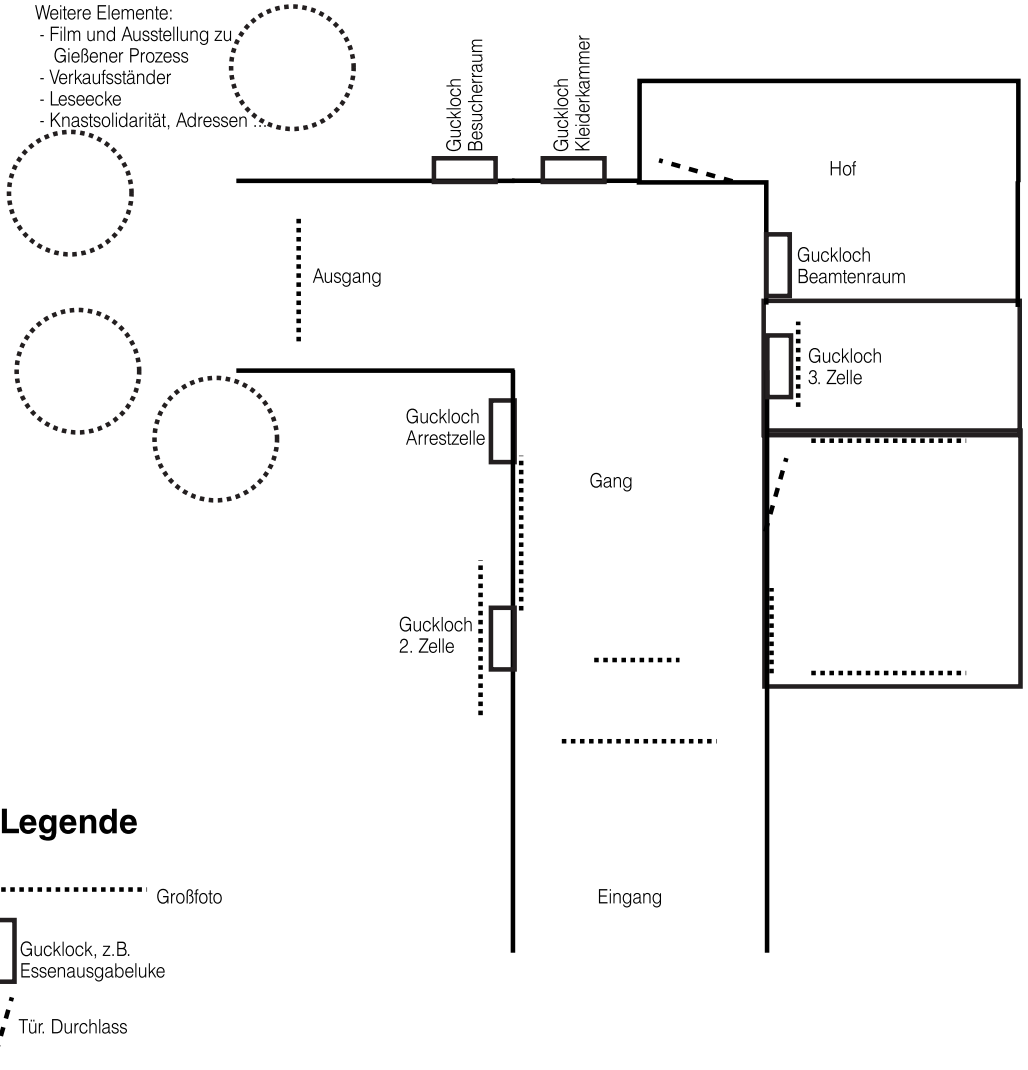 Weitere Elemente:
- Film und Ausstellung zu
Gießener Prozess
- Verkaufsständer
- Leseecke
- Knastsolidarität, Adressen ...
Guckloch
Besucherraum
Guckloch
Kleiderkammer
Hof
Guckloch
Beamtenraum
Ausgang
Guckloch
3. Zelle
Guckloch
Arrestzelle
Gang
Guckloch
2. Zelle
Eingang
Legende
Großfoto
Gucklock, z.B.
Essenausgabeluke
Tür. Durchlass